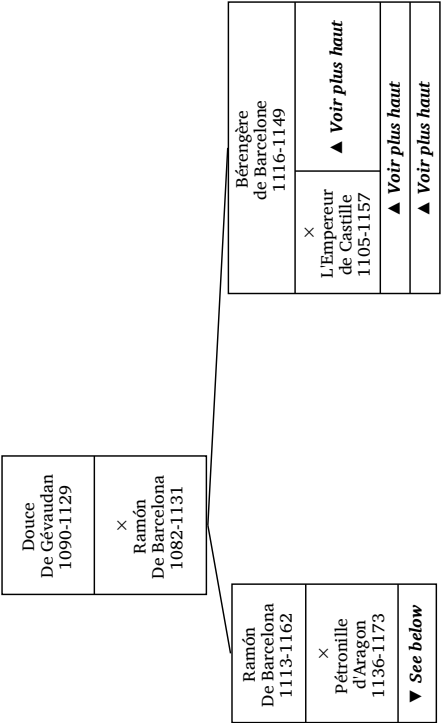 Douce
De Gévaudan
1090-1129
×
Ramón
De Barcelona
1082-1131
Ramón
De Barcelona
1113-1162
×
Pétronille
d'Aragon
1136-1173
▼ See below
Bérengère
de Barcelone
1116-1149
×
L'Empereur
de Castille
1105-1157
▲ Voir plus haut
▲ Voir plus haut
▲ Voir plus haut